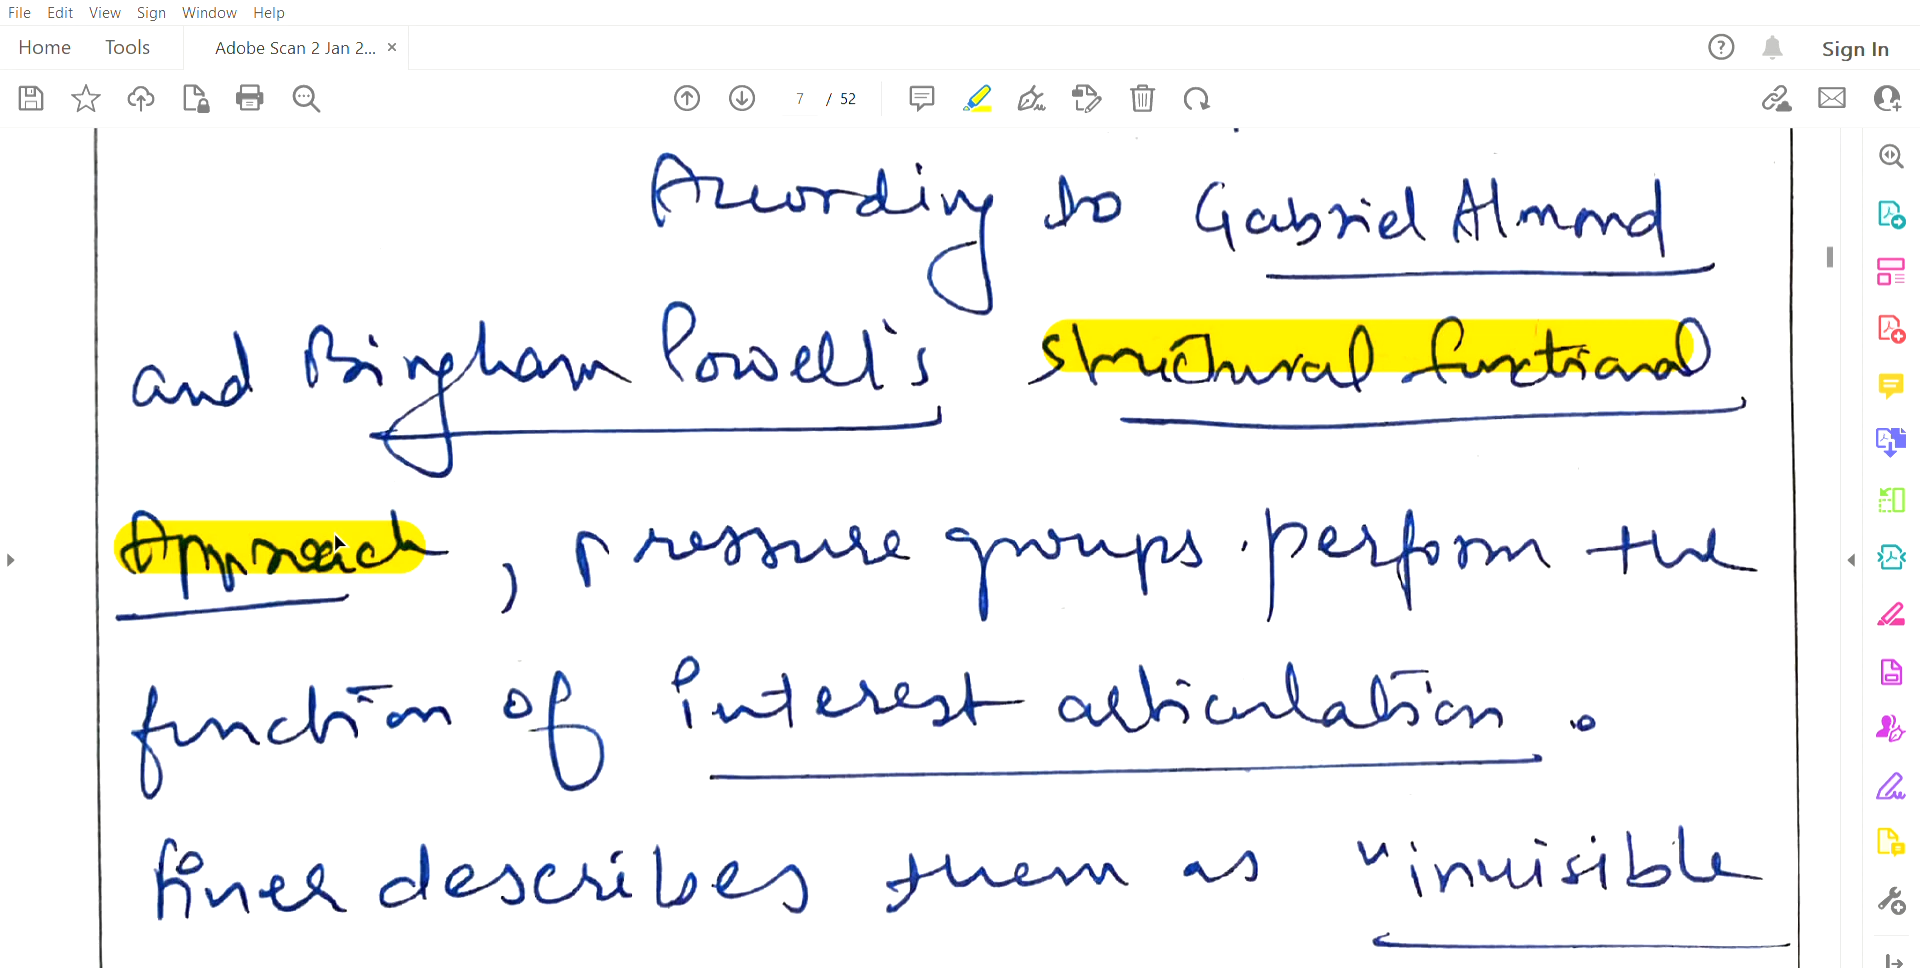 File Edit View Sign Window Help
Home Tools Adobe Scan 2 Jan 2... × Sign In
7 / 52
According to Gabriel Almond
and Bingham Powell's structural functional
Approach, pressure groups perform the
function of interest articulation.
finer describes them as "invisible